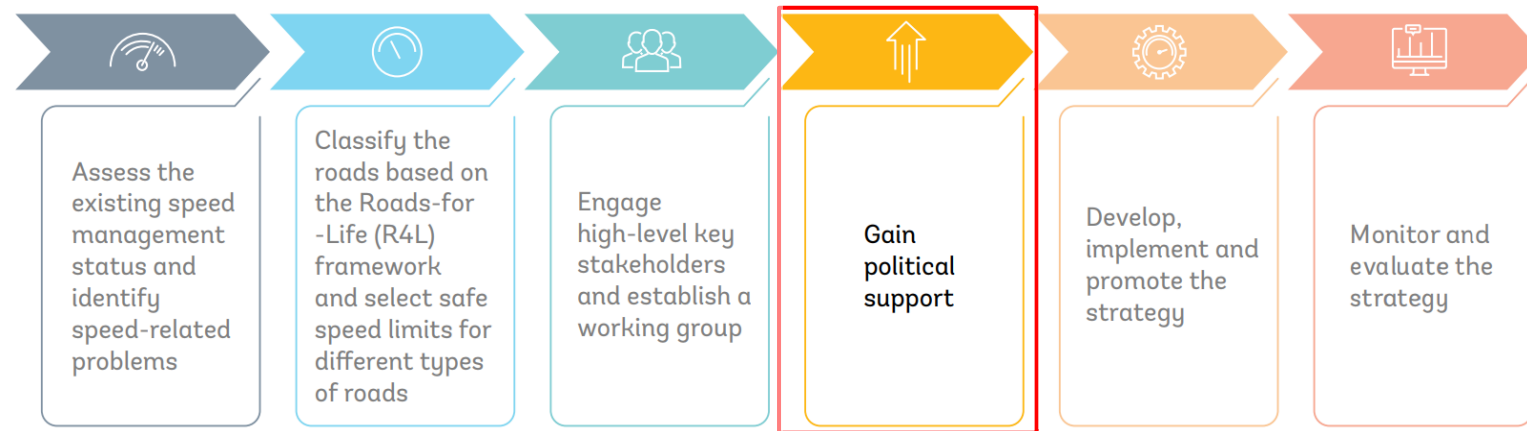 Assess the
existing speed
management
status and
identify
speed-related
problems
Classify the
roads based on
the Roads-for
-Life (R4L)
framework
and select safe
speed limits for
different types
of roads
Engage
high-level key
stakeholders
and establish a
working group
Gain
political
support
Develop,
implement and
promote the
strategy
Monitor and
evaluate the
strategy